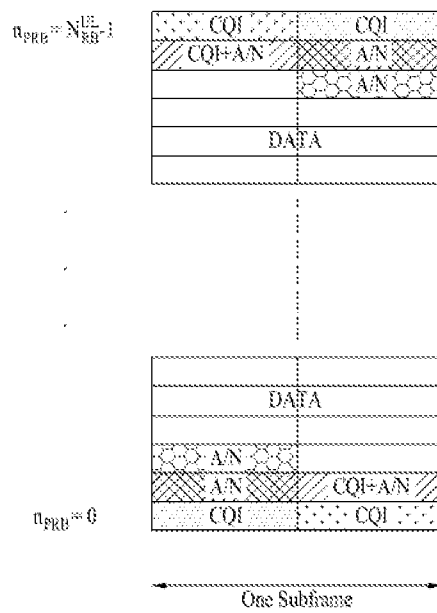 n_PRB = N_RB^UL-1
CQI CQI
CQI+A/N A/N
A/N
DATA
DATA
A/N
A/N CQI+A/N
n_PRB = 0
CQI CQI
One Subframe